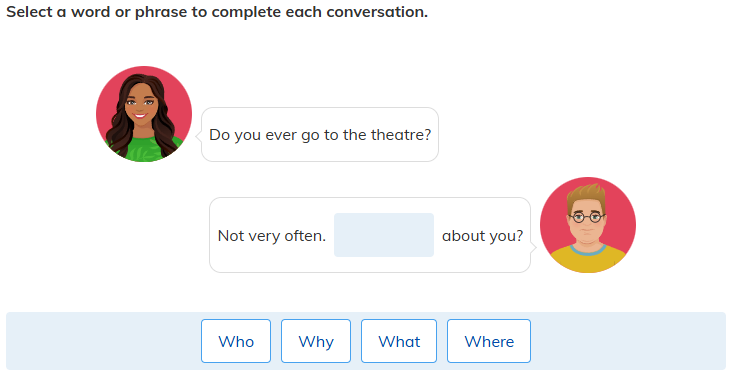 Select a word or phrase to complete each conversation.
Do you ever go to the theatre?
Not very often. about you?
Who Why What Where